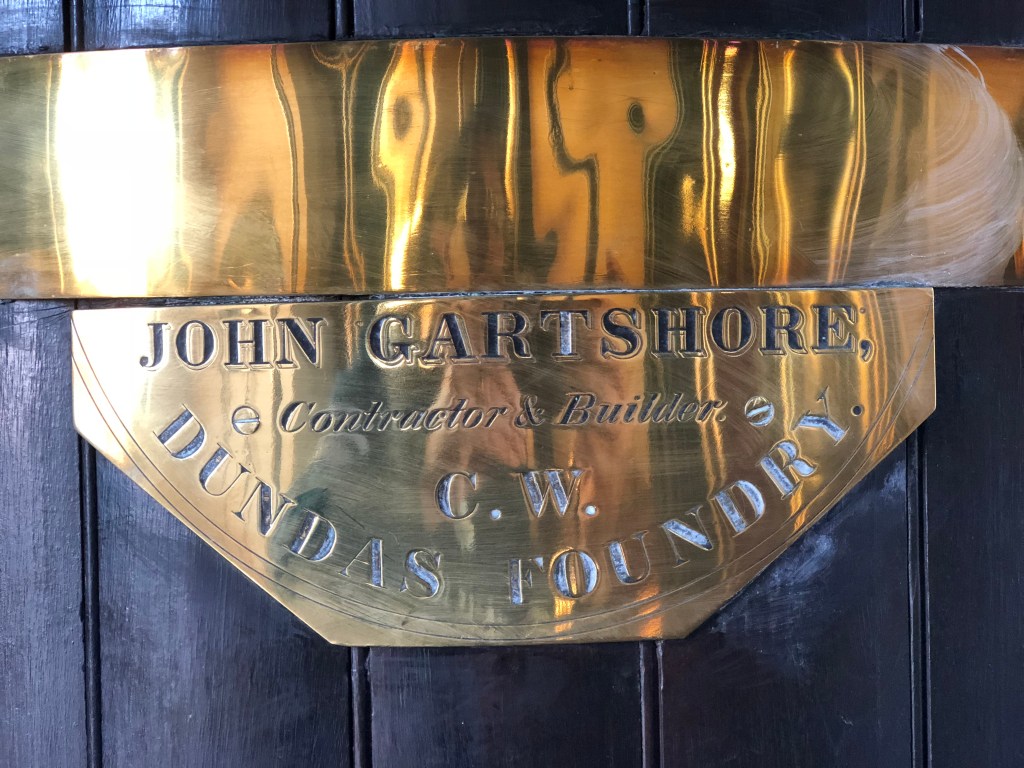 JOHN GARTSHORE,
Contractor & Builder.
C.W.
DUNDAS FOUNDRY.